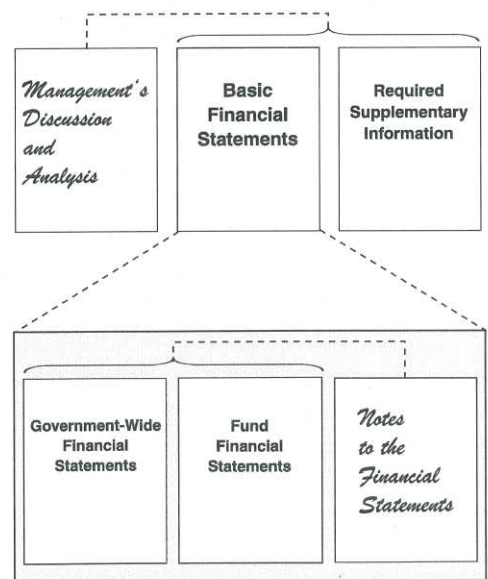 Management's
Discussion
and
Analysis
Basic
Financial
Statements
Required
Supplementary
Information
Government-Wide
Financial
Statements
Fund
Financial
Statements
Notes
to the
Financial
Statements